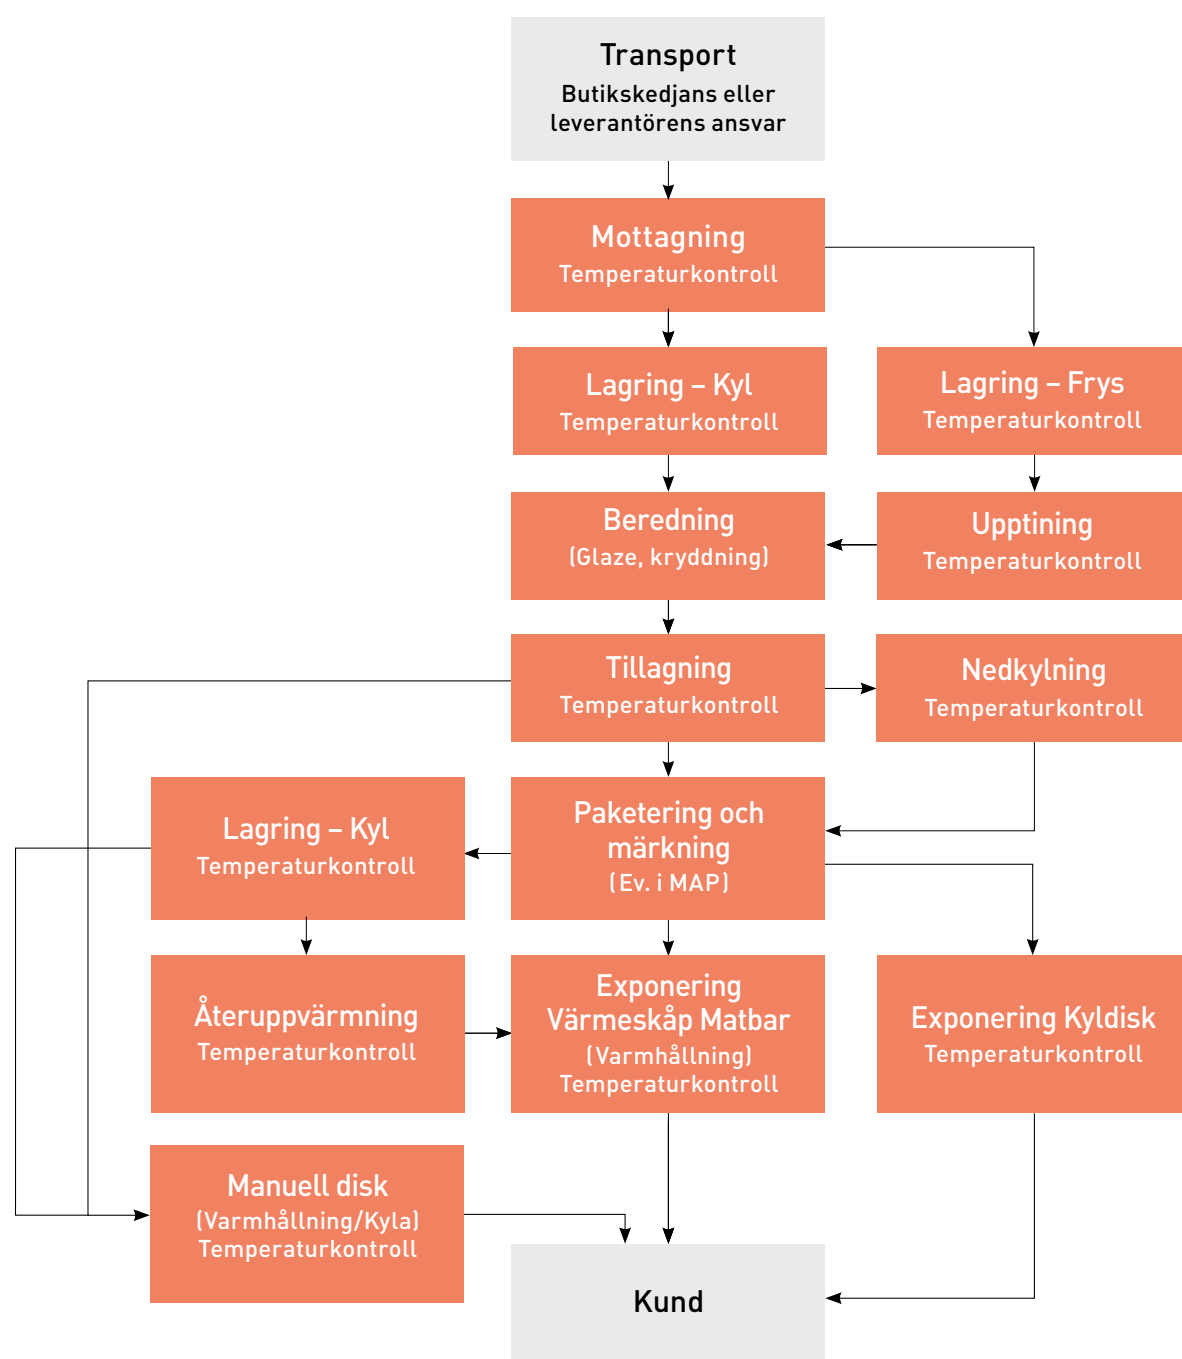 Transport
Butikskedjans eller
leverantörens ansvar
Mottagning
Temperaturkontroll
Lagring – Kyl
Temperaturkontroll
Lagring – Frys
Temperaturkontroll
Beredning
(Glaze, kryddning)
Upptining
Temperaturkontroll
Tillagning
Temperaturkontroll
Nedkylning
Temperaturkontroll
Lagring – Kyl
Temperaturkontroll
Paketering och
märkning
(Ev. i MAP)
Återuppvärmning
Temperaturkontroll
Exponering
Värmeskåp Matbar
(Varmhållning)
Temperaturkontroll
Exponering Kyldisk
Temperaturkontroll
Manuell disk
(Varmhållning/Kyla)
Temperaturkontroll
Kund